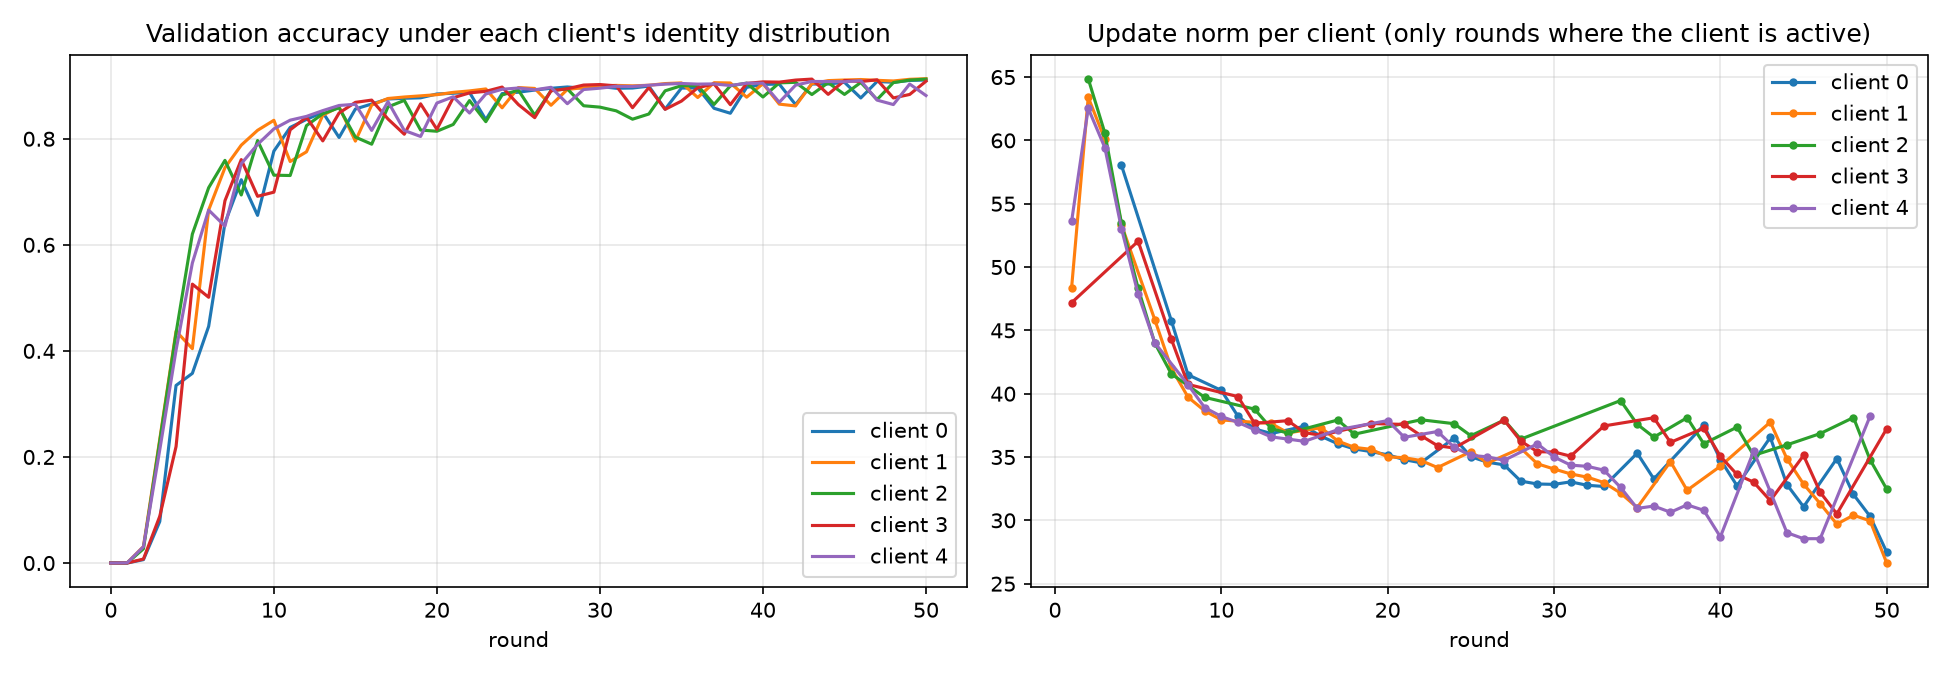 Validation accuracy under each client's identity distribution
0.8
0.6
0.4
0.2
0.0
0 10 20 30 40 50
round
client 0
client 1
client 2
client 3
client 4
Update norm per client (only rounds where the client is active)
65
60
55
50
45
40
35
30
25
0 10 20 30 40 50
round
client 0
client 1
client 2
client 3
client 4